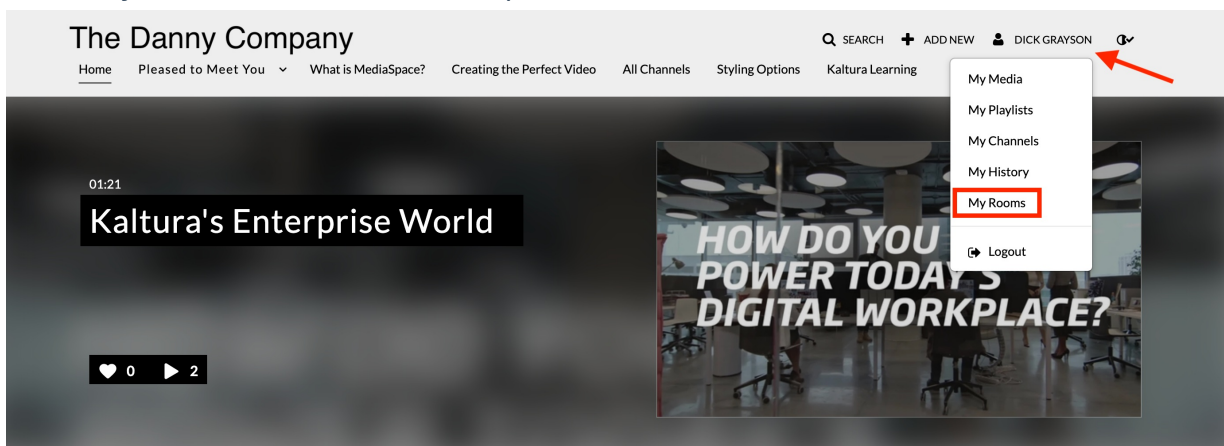 The Danny Company
SEARCH ADD NEW DICK GRAYSON
Home Pleased to Meet You What is MediaSpace? Creating the Perfect Video All Channels Styling Options Kaltura Learning
My Media
My Playlists
My Channels
My History
My Rooms
Logout
01:21
Kaltura's Enterprise World
HOW DO YOU
POWER TODAY'S
DIGITAL WORKPLACE?
0 2